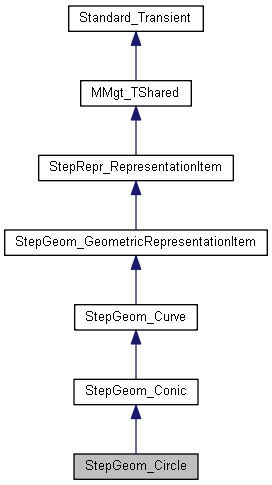 Standard_Transient
MMgt_TShared
StepRepr_RepresentationItem
StepGeom_GeometricRepresentationItem
StepGeom_Curve
StepGeom_Conic
StepGeom_Circle